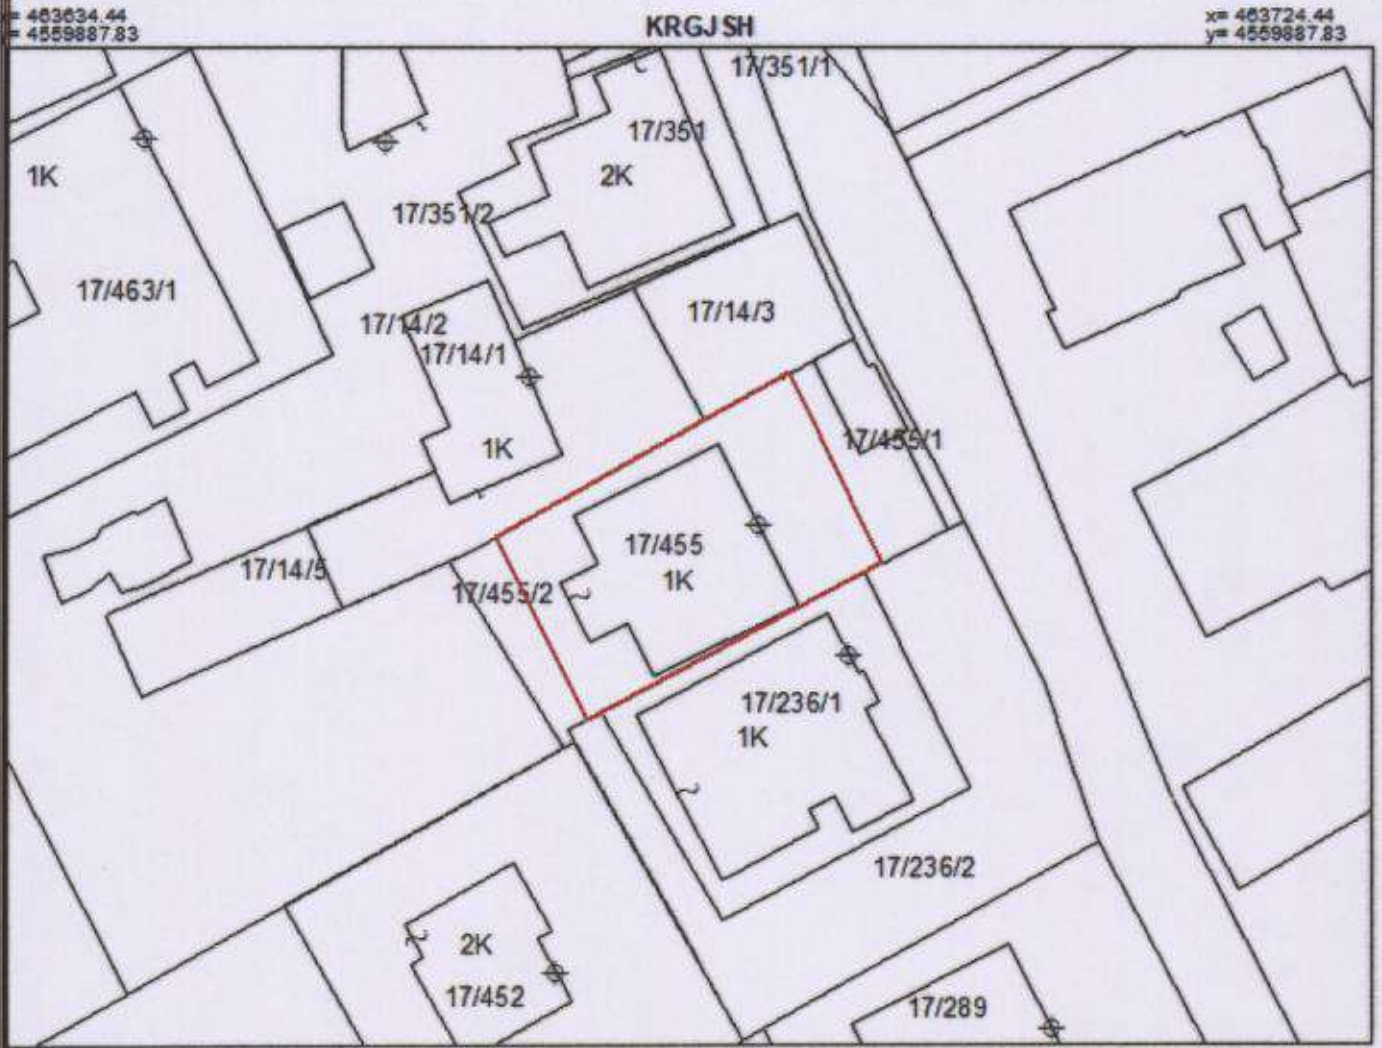 x= 463634.44
y= 4559887.83
KRGJSH
x= 463724.44
y= 4559887.83
17/351/1
17/351
2K
1K
17/351/2
17/463/1
17/14/2
17/14/3
17/14/1
1K
17/455/1
17/455
1K
17/14/5
17/455/2
17/236/1
1K
17/236/2
2K
17/452
17/289